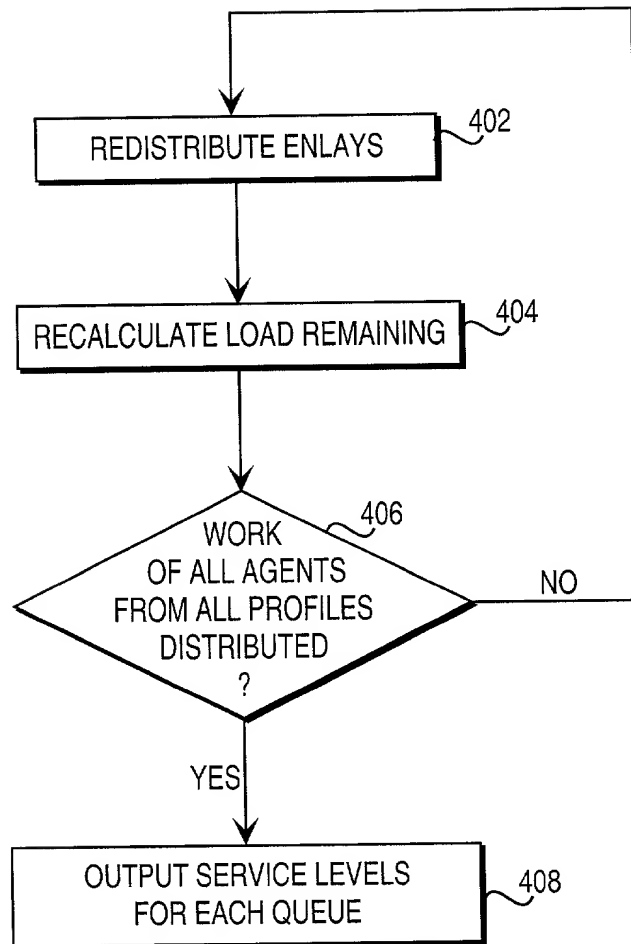 REDISTRIBUTE ENLAYS
402
RECALCULATE LOAD REMAINING
404
406
WORK
OF ALL AGENTS
FROM ALL PROFILES
DISTRIBUTED
?
NO
YES
OUTPUT SERVICE LEVELS
FOR EACH QUEUE
408